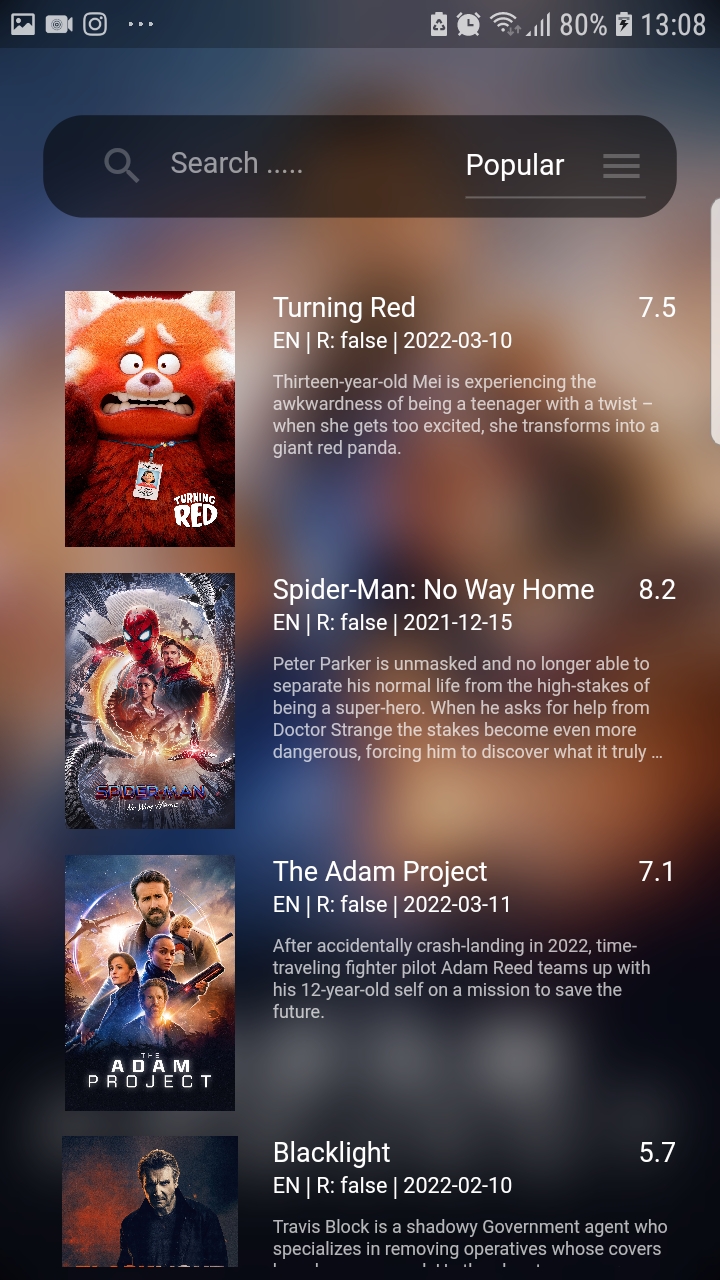 80% 13:08
Search ..... Popular
Turning Red 7.5
EN | R: false | 2022-03-10
Thirteen-year-old Mei is experiencing the
awkwardness of being a teenager with a twist –
when she gets too excited, she transforms into a
giant red panda.
TURNING
RED
Spider-Man: No Way Home 8.2
EN | R: false | 2021-12-15
Peter Parker is unmasked and no longer able to
separate his normal life from the high-stakes of
being a super-hero. When he asks for help from
Doctor Strange the stakes become even more
dangerous, forcing him to discover what it truly …
SPIDER-MAN
No Way Home
The Adam Project 7.1
EN | R: false | 2022-03-11
After accidentally crash-landing in 2022, time-
traveling fighter pilot Adam Reed teams up with
his 12-year-old self on a mission to save the
future.
THE
ADAM
PROJECT
Blacklight 5.7
EN | R: false | 2022-02-10
Travis Block is a shadowy Government agent who
specializes in removing operatives whose covers